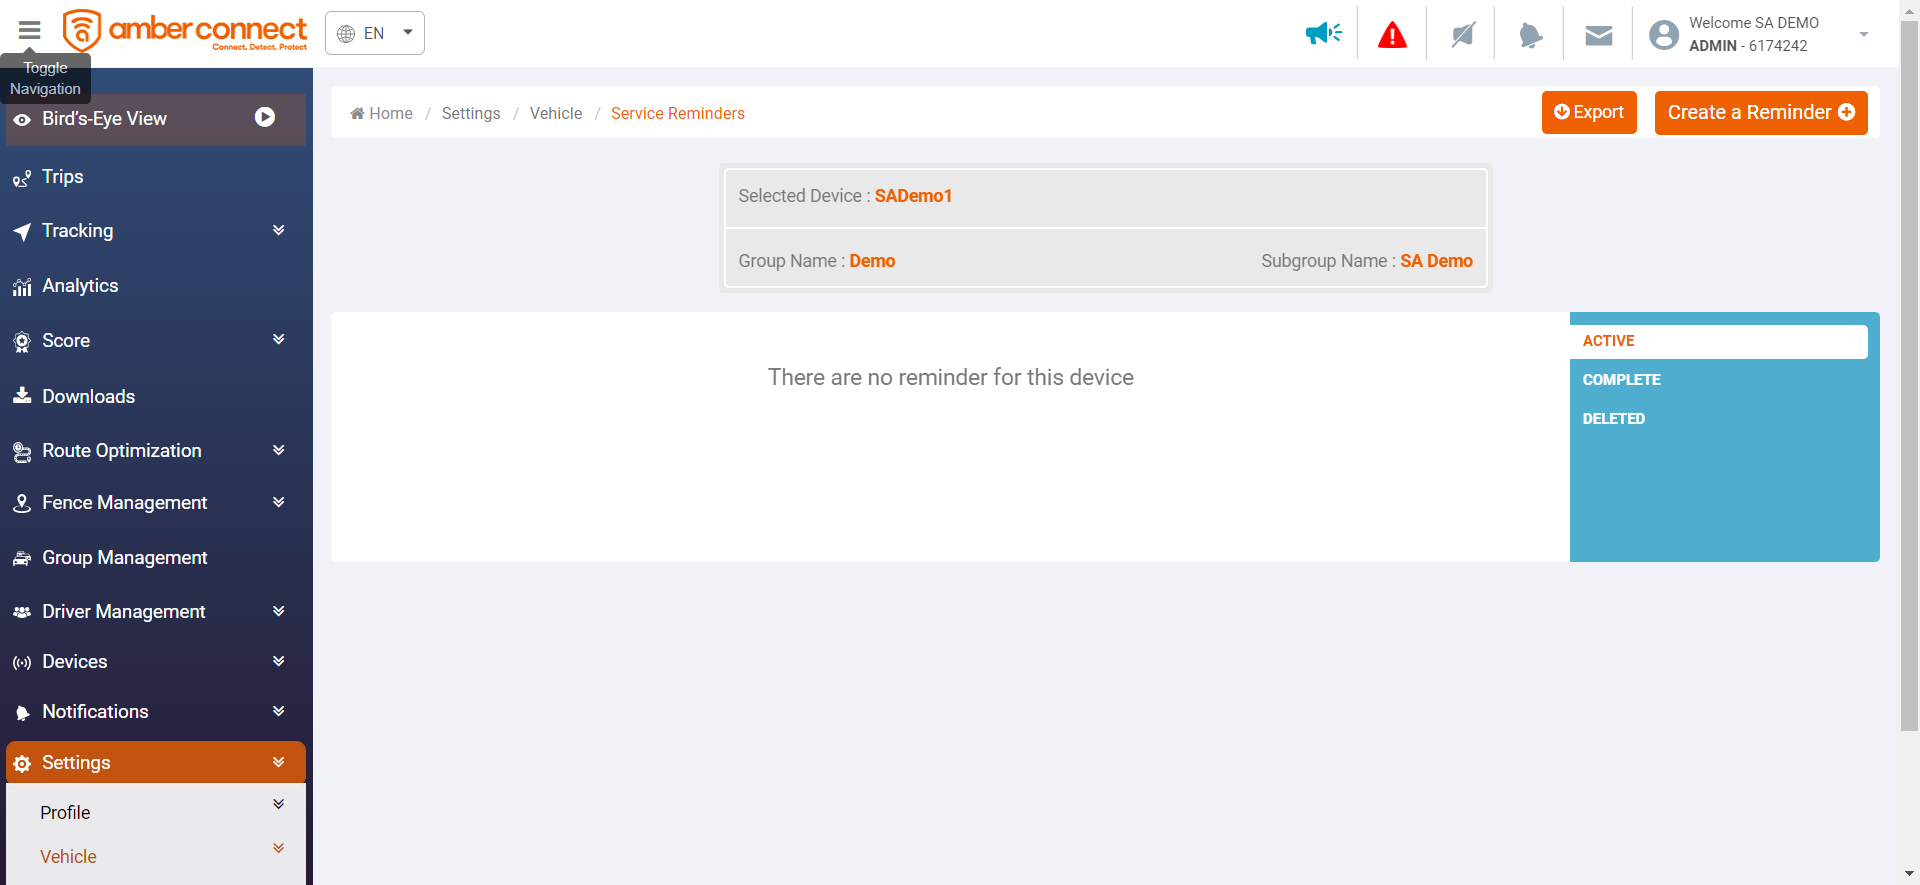 amber connect
Connect. Detect. Protect
EN
Welcome SA DEMO
ADMIN - 6174242
Toggle
Navigation
Bird's-Eye View
Trips
Tracking
Analytics
Score
Downloads
Route Optimization
Fence Management
Group Management
Driver Management
Devices
Notifications
Settings
Profile
Vehicle
Home / Settings / Vehicle / Service Reminders
Export
Create a Reminder
Selected Device : SADemo1
Group Name : Demo
Subgroup Name : SA Demo
There are no reminder for this device
ACTIVE
COMPLETE
DELETED